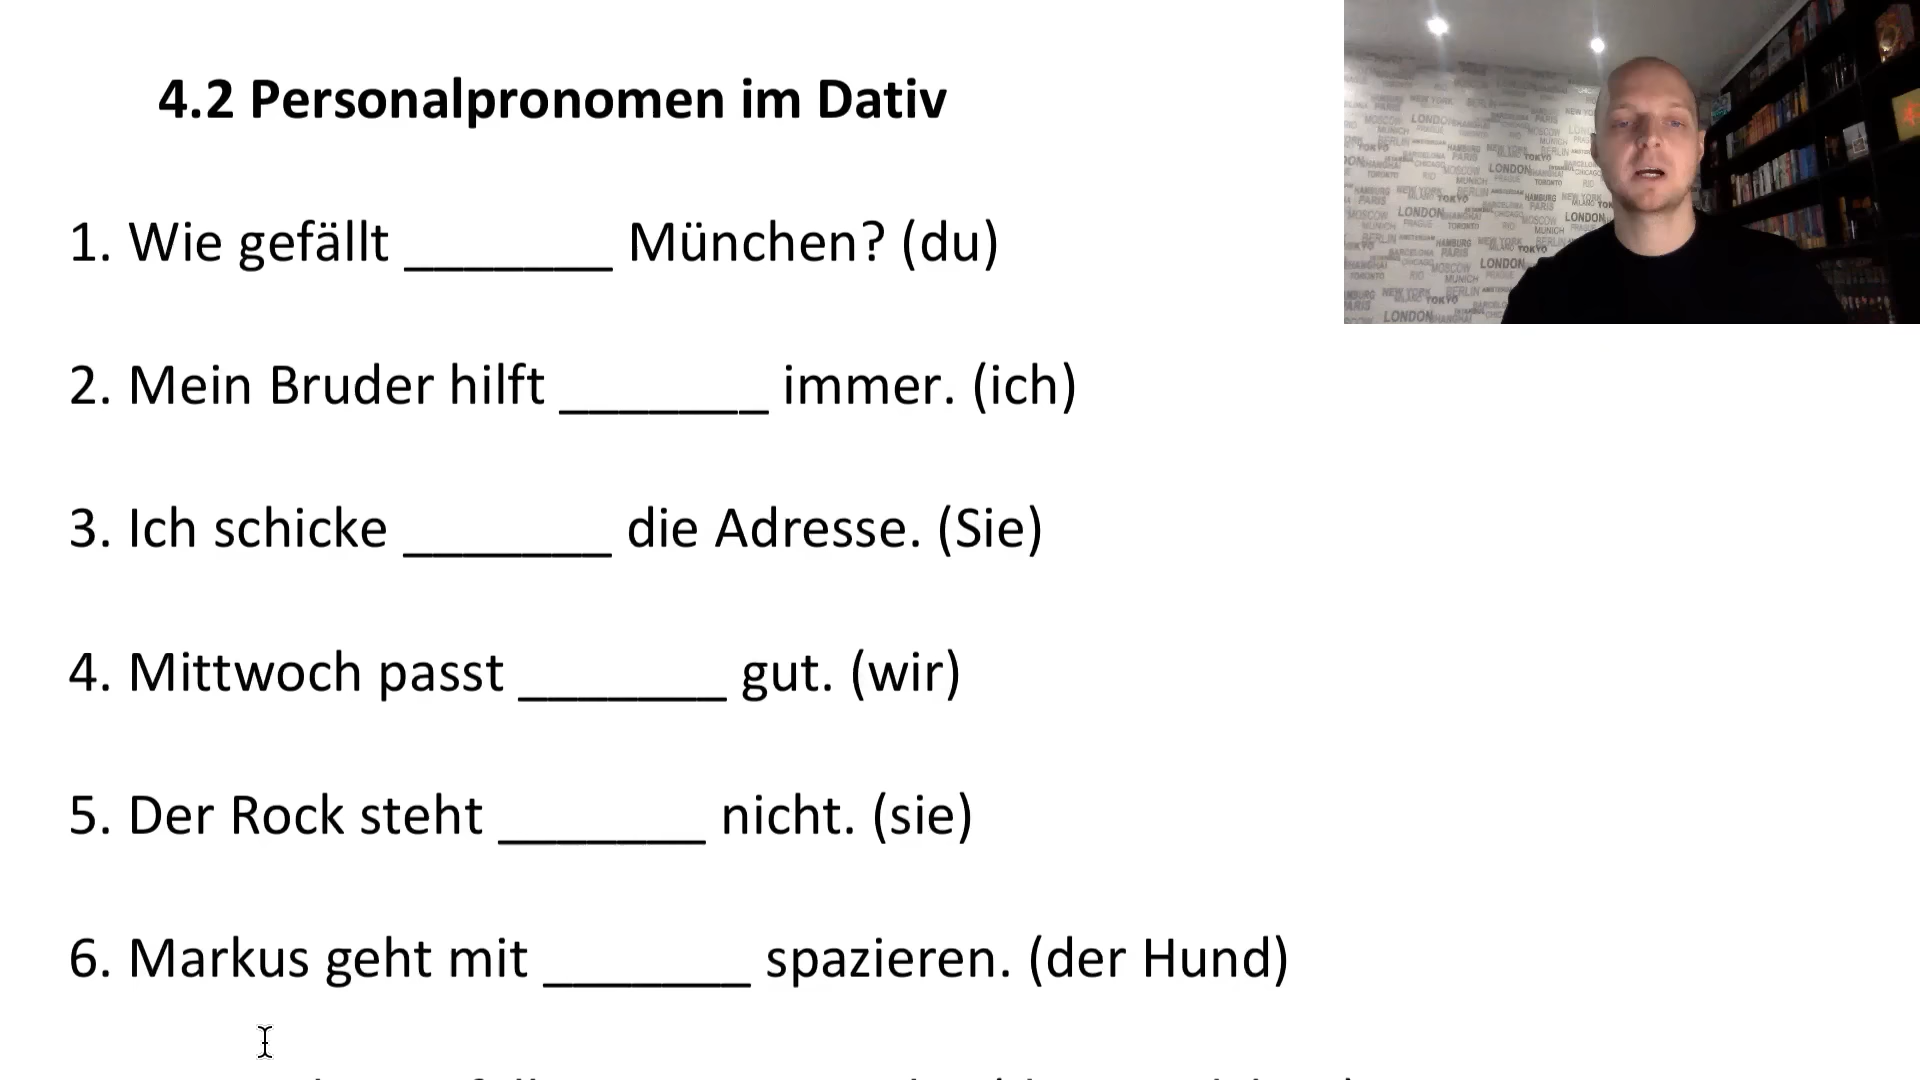 4.2 Personalpronomen im Dativ
1. Wie gefällt _______ München? (du)
2. Mein Bruder hilft _______ immer. (ich)
3. Ich schicke _______ die Adresse. (Sie)
4. Mittwoch passt _______ gut. (wir)
5. Der Rock steht _______ nicht. (sie)
6. Markus geht mit _______ spazieren. (der Hund)